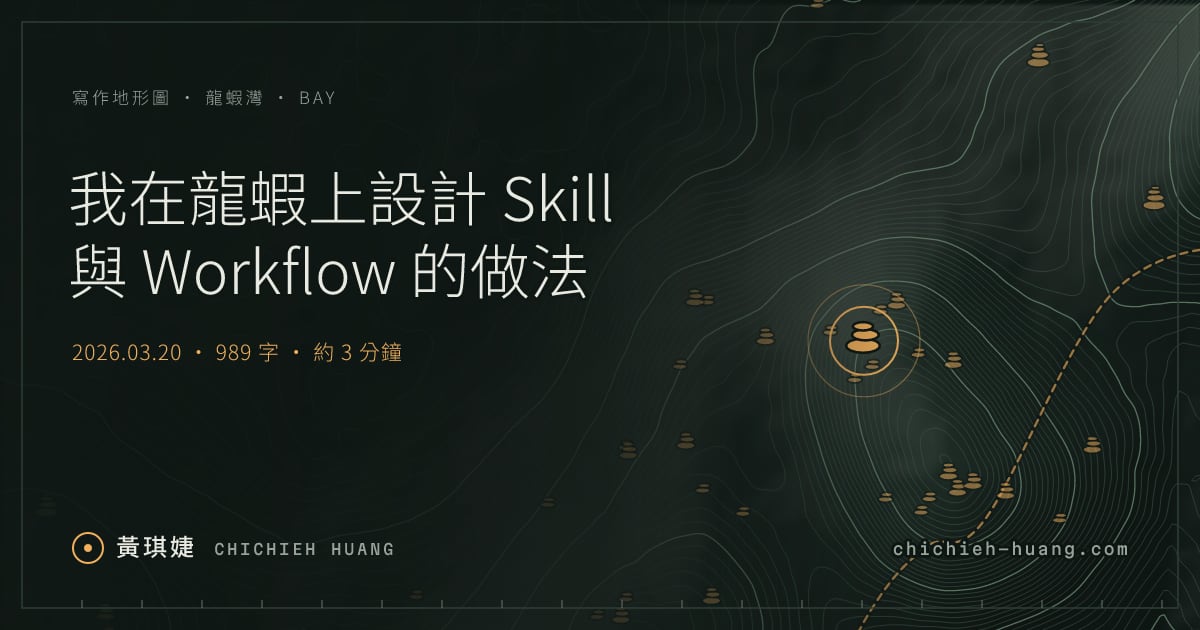 寫作地形圖 · 龍蝦灣 · BAY
我在龍蝦上設計 Skill
與 Workflow 的做法
2026.03.20 · 989 字 · 約 3 分鐘
黃琪婕 CHICHIEH HUANG
chichieh-huang.com